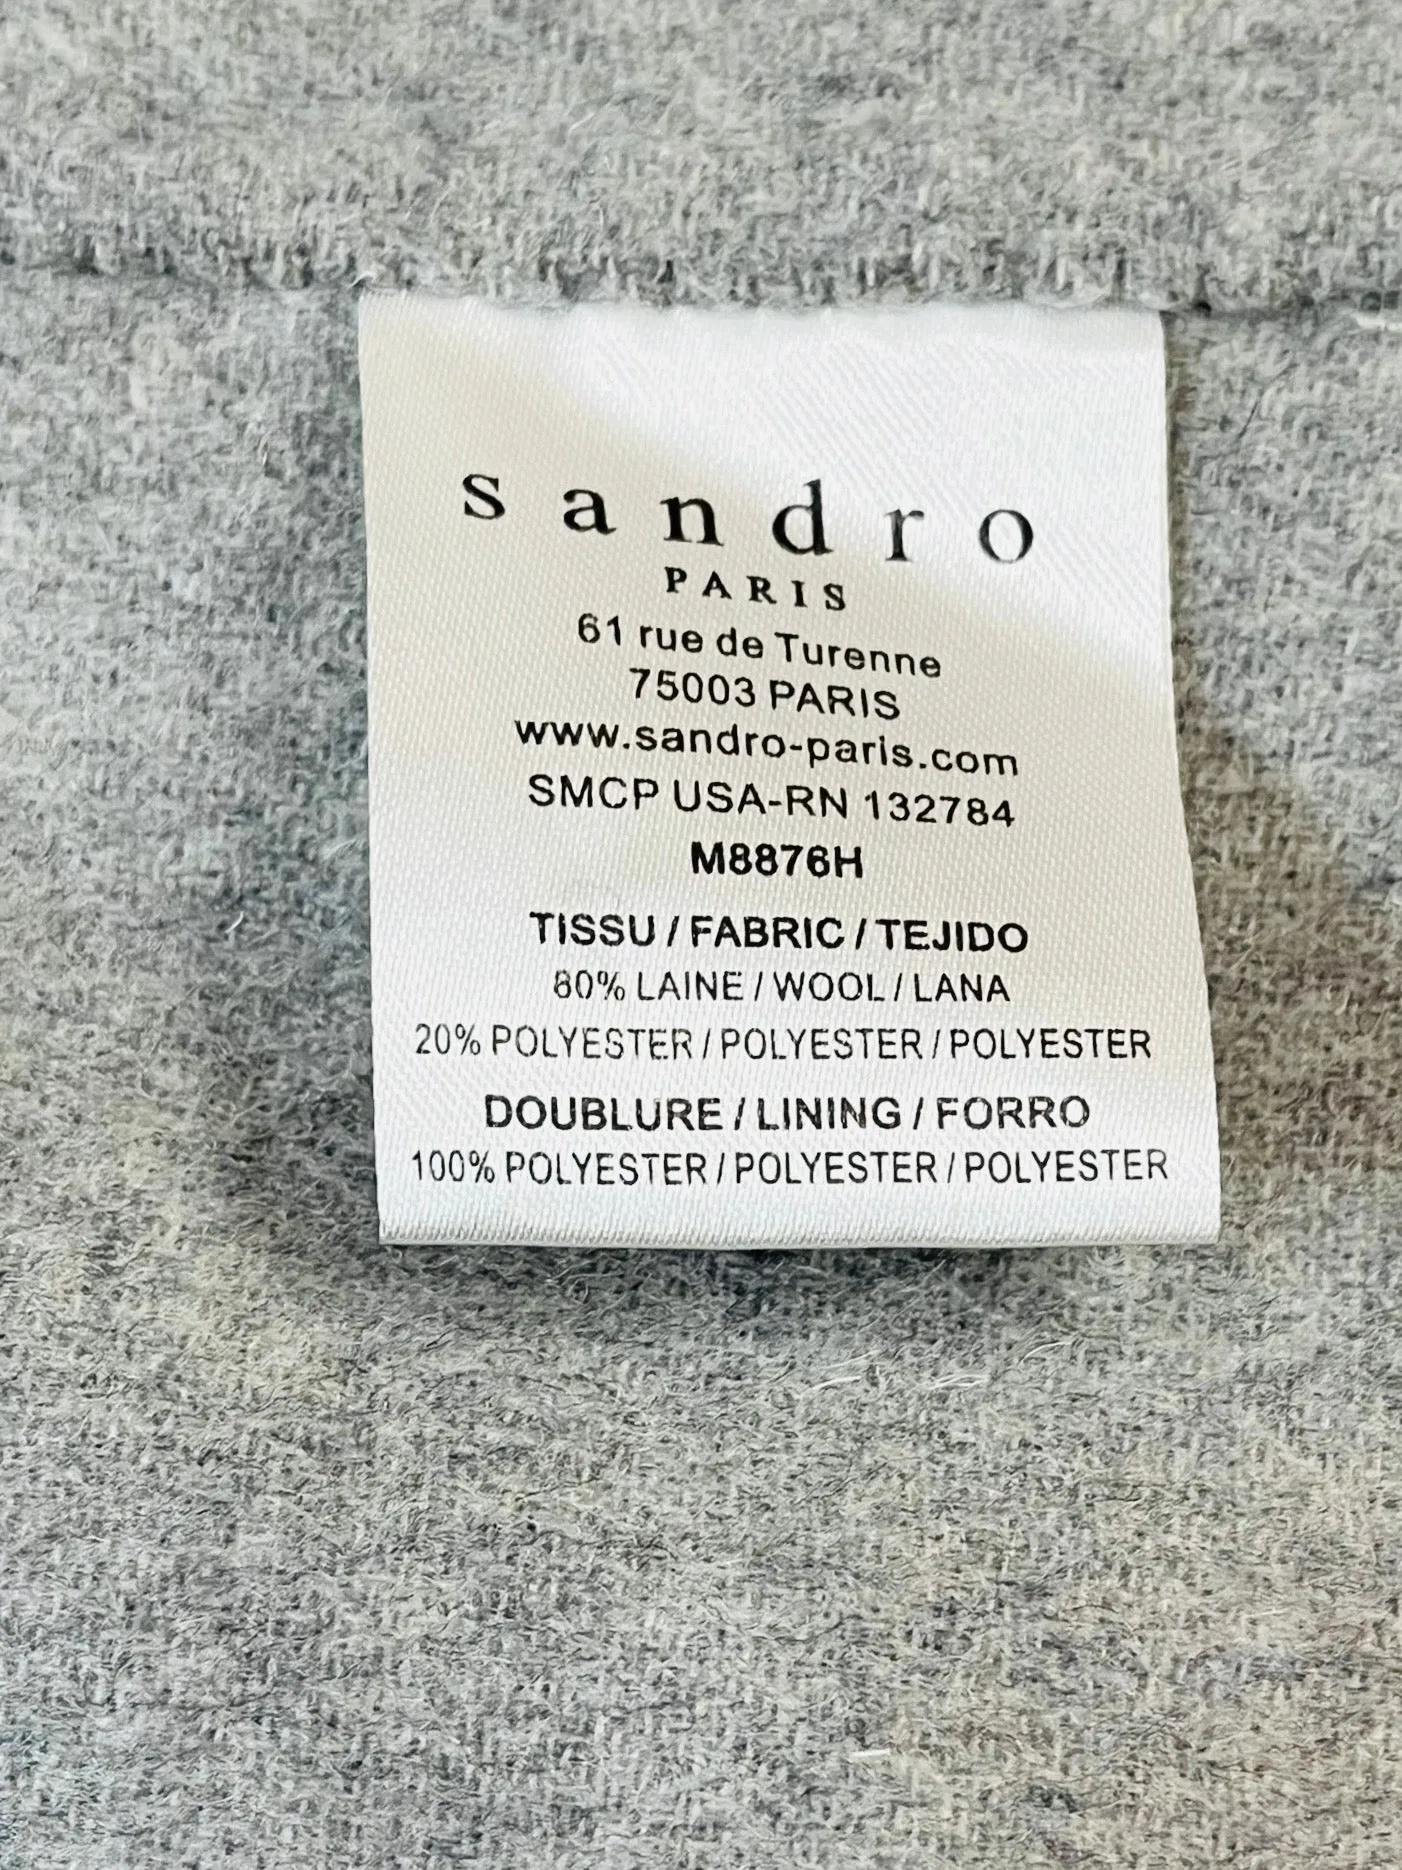 sandro
PARIS
61 rue de Turenne
75003 PARIS
www.sandro-paris.com
SMCP USA-RN 132784
M8876H
TISSU / FABRIC / TEJIDO
80% LAINE / WOOL / LANA
20% POLYESTER / POLYESTER / POLYESTER
DOUBLURE / LINING / FORRO
100% POLYESTER / POLYESTER / POLYESTER